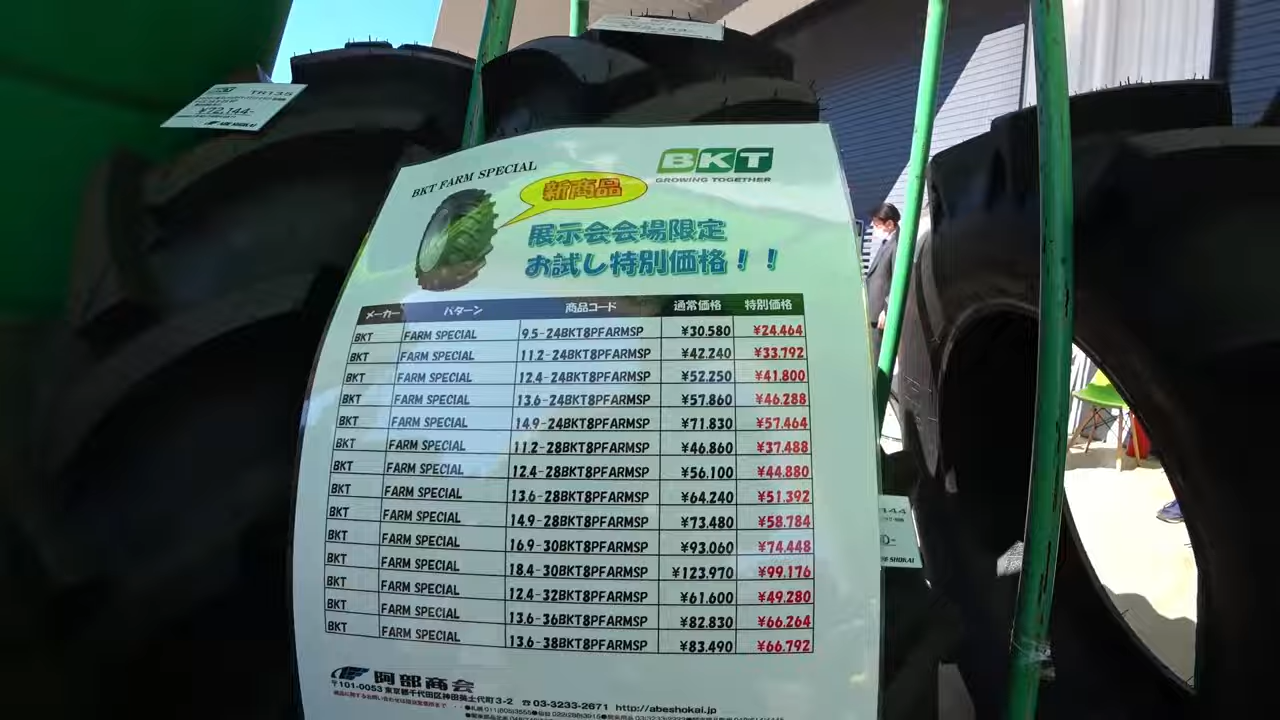 TR135
¥72,144-
ABE SHOKAI
BKT FARM SPECIAL
BKT
GROWING TOGETHER
新商品
展示会会場限定
お試し特別価格！！
メーカー パターン 商品コード 通常価格 特別価格
BKT FARM SPECIAL 9.5-24BKT8PFARMSP ¥30.580 ¥24.464
BKT FARM SPECIAL 11.2-24BKT8PFARMSP ¥42.240 ¥33.792
BKT FARM SPECIAL 12.4-24BKT8PFARMSP ¥52.250 ¥41.800
BKT FARM SPECIAL 13.6-24BKT8PFARMSP ¥57.860 ¥46.288
BKT FARM SPECIAL 14.9-24BKT8PFARMSP ¥71.830 ¥57.464
BKT FARM SPECIAL 11.2-28BKT8PFARMSP ¥46.860 ¥37.488
BKT FARM SPECIAL 12.4-28BKT8PFARMSP ¥56.100 ¥44.880
BKT FARM SPECIAL 13.6-28BKT8PFARMSP ¥64.240 ¥51.392
BKT FARM SPECIAL 14.9-28BKT8PFARMSP ¥73.480 ¥58.784
BKT FARM SPECIAL 16.9-30BKT8PFARMSP ¥93.060 ¥74.448
BKT FARM SPECIAL 18.4-30BKT8PFARMSP ¥123.970 ¥99.176
BKT FARM SPECIAL 12.4-32BKT8PFARMSP ¥61.600 ¥49.280
BKT FARM SPECIAL 13.6-36BKT8PFARMSP ¥82.830 ¥66.264
BKT FARM SPECIAL 13.6-38BKT8PFARMSP ¥83.490 ¥66.792
阿部商会
〒101-0053 東京都千代田区神田美土代町3-2 ☎03-3233-2671 http://abeshokai.jp
144
0-
SHOKAI